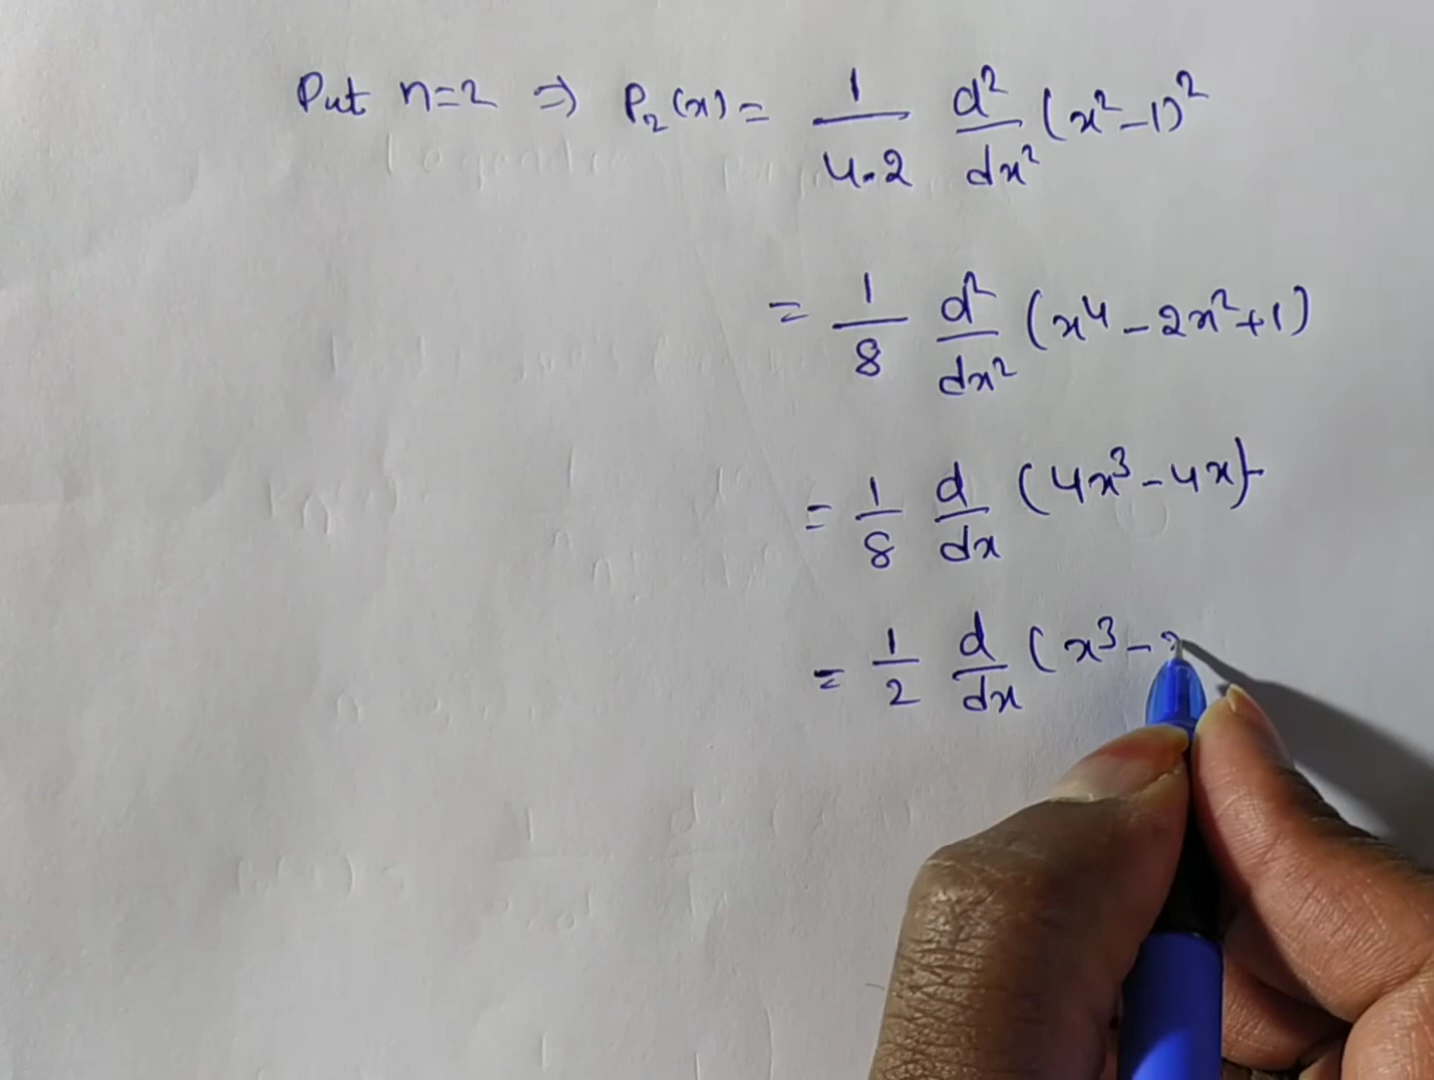 Put n=2 ⇒ P₂(x) = 1/4.2 d²/dx² (x²-1)²
= 1/8 d²/dx² (x⁴-2x²+1)
= 1/8 d/dx (4x³-4x)
= 1/2 d/dx (x³-